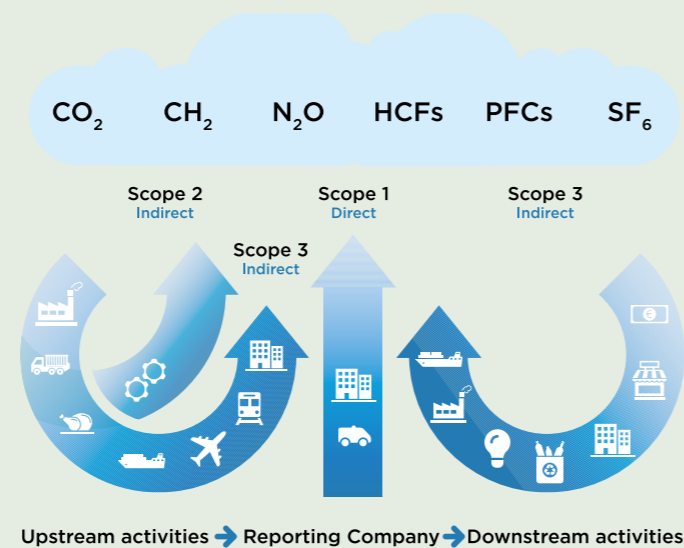 CO₂ CH₂ N₂O HCFs PFCs SF₆
Scope 2
Indirect
Scope 1
Direct
Scope 3
Indirect
Scope 3
Indirect
€
Upstream activities → Reporting Company → Downstream activities